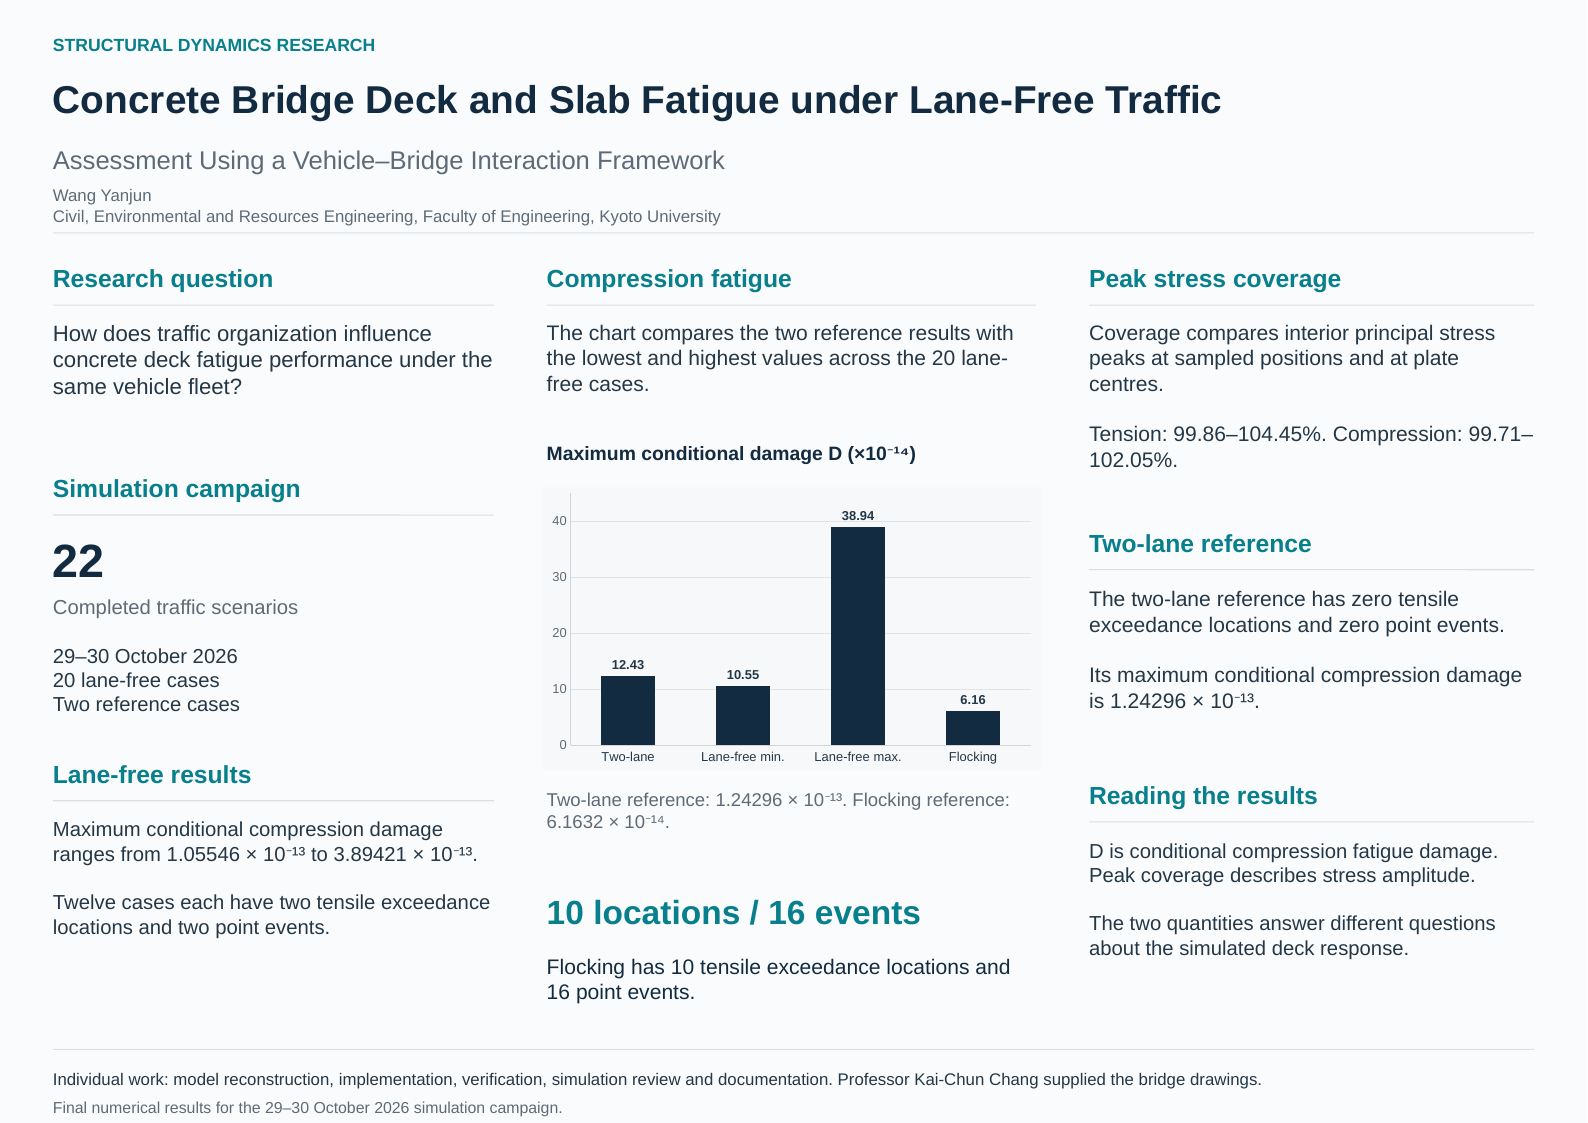 STRUCTURAL DYNAMICS RESEARCH
Concrete Bridge Deck and Slab Fatigue under Lane-Free Traffic
Assessment Using a Vehicle–Bridge Interaction Framework
Wang Yanjun
Civil, Environmental and Resources Engineering, Faculty of Engineering, Kyoto University
Research question
How does traffic organization influence
concrete deck fatigue performance under the
same vehicle fleet?
Simulation campaign
22
Completed traffic scenarios
29–30 October 2026
20 lane-free cases
Two reference cases
Lane-free results
Maximum conditional compression damage
ranges from 1.05546 × 10⁻¹³ to 3.89421 × 10⁻¹³.
Twelve cases each have two tensile exceedance
locations and two point events.
Compression fatigue
The chart compares the two reference results with
the lowest and highest values across the 20 lane-
free cases.
Maximum conditional damage D (×10⁻¹⁴)
40
30
20
10
0
12.43
10.55
38.94
6.16
Two-lane
Lane-free min.
Lane-free max.
Flocking
Two-lane reference: 1.24296 × 10⁻¹³. Flocking reference:
6.1632 × 10⁻¹⁴.
10 locations / 16 events
Flocking has 10 tensile exceedance locations and
16 point events.
Peak stress coverage
Coverage compares interior principal stress
peaks at sampled positions and at plate
centres.
Tension: 99.86–104.45%. Compression: 99.71–
102.05%.
Two-lane reference
The two-lane reference has zero tensile
exceedance locations and zero point events.
Its maximum conditional compression damage
is 1.24296 × 10⁻¹³.
Reading the results
D is conditional compression fatigue damage.
Peak coverage describes stress amplitude.
The two quantities answer different questions
about the simulated deck response.
Individual work: model reconstruction, implementation, verification, simulation review and documentation. Professor Kai-Chun Chang supplied the bridge drawings.
Final numerical results for the 29–30 October 2026 simulation campaign.